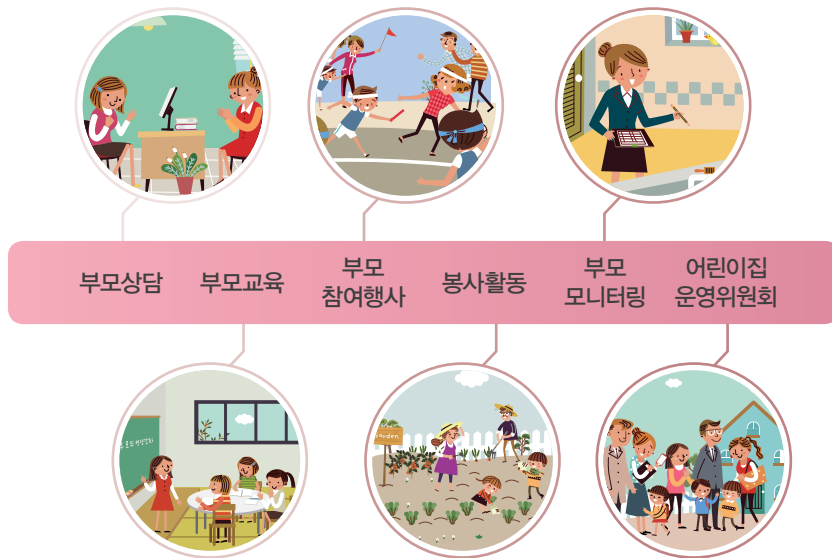 부모상담
부모교육
부모
참여행사
봉사활동
부모
모니터링
어린이집
운영위원회
garden